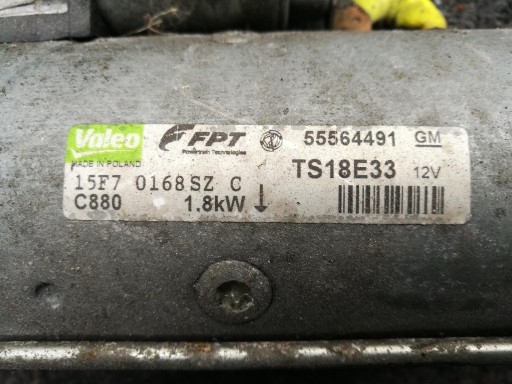 Valeo FPT 55564491 GM
MADE IN POLAND Powertrain Technologies
TS18E33 12V
15F7 0168SZ C
C880 1.8kW